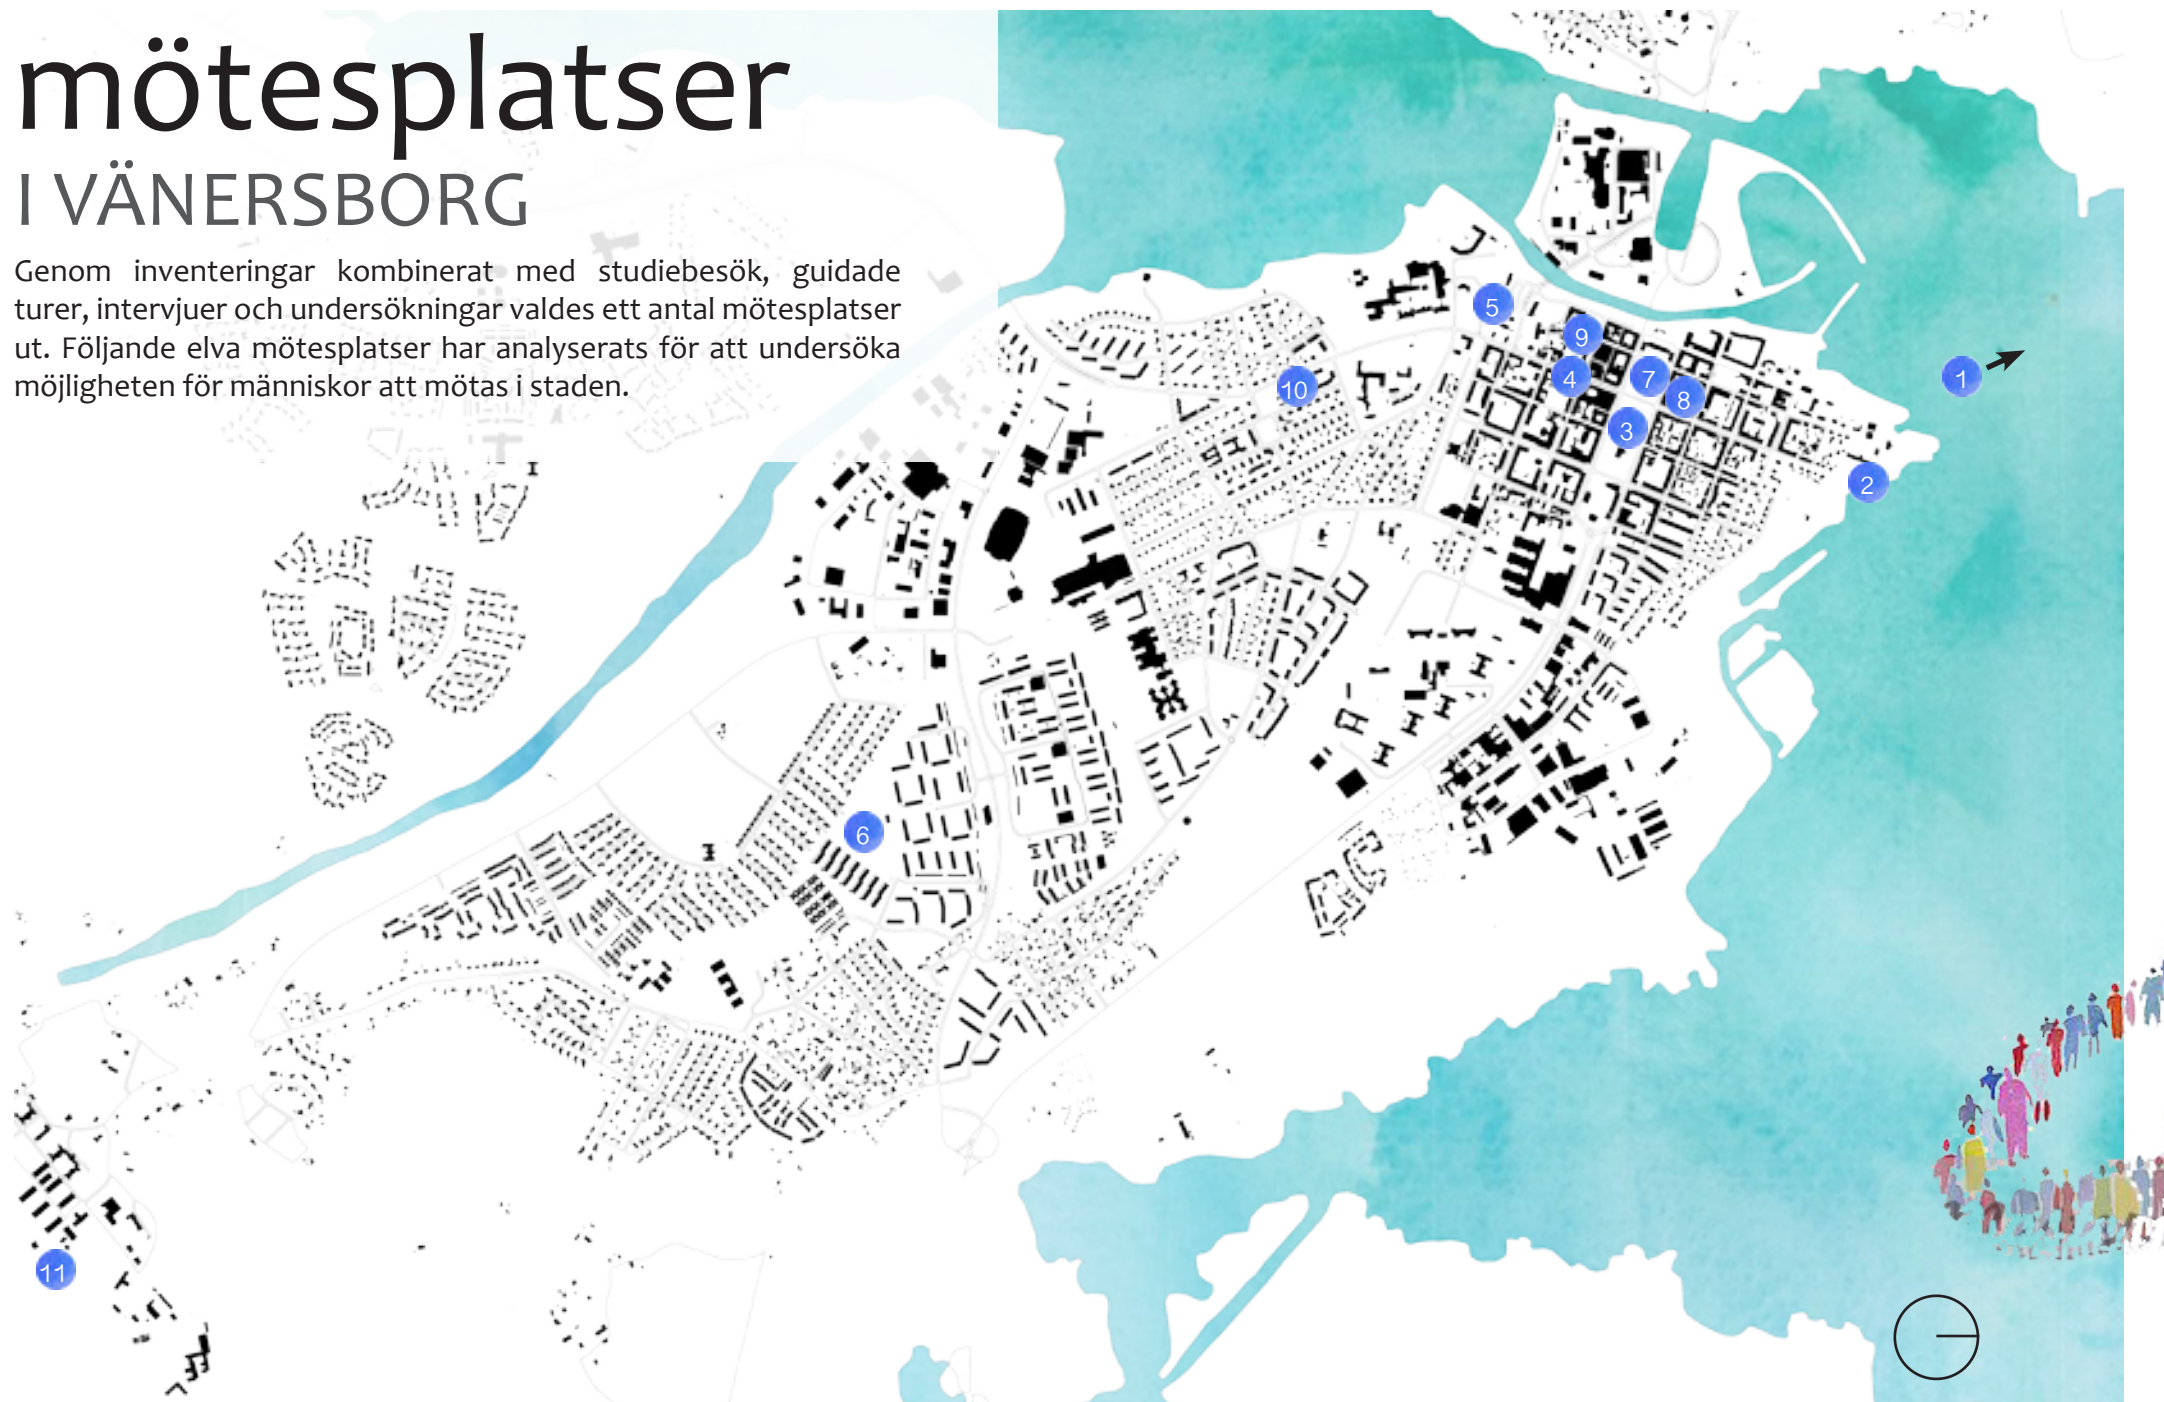 mötesplatser
I VÄNERSBORG
Genom inventeringar kombinerat med studiebesök, guidade
turer, intervjuer och undersökningar valdes ett antal mötesplatser
ut. Följande elva mötesplatser har analyserats för att undersöka
möjligheten för människor att mötas i staden.
5
9
4
7
8
3
10
1
2
6
11